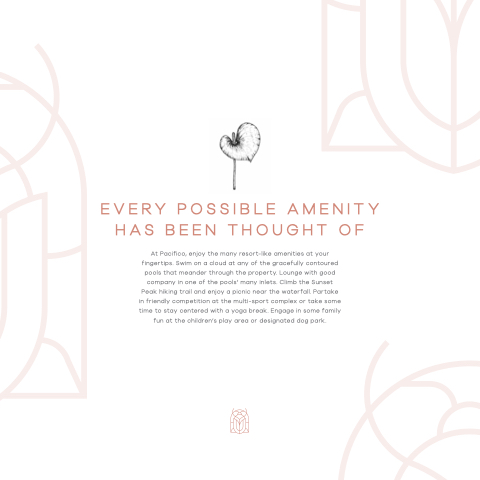 EVERY POSSIBLE AMENITY
HAS BEEN THOUGHT OF
At Pacifico, enjoy the many resort-like amenities at your
fingertips. Swim on a cloud at any of the gracefully contoured
pools that meander through the property. Lounge with good
company in one of the pools' many inlets. Climb the Sunset
Peak hiking trail and enjoy a picnic near the waterfall. Partake
in friendly competition at the multi-sport complex or take some
time to stay centered with a yoga break. Engage in some family
fun at the children's play area or designated dog park.